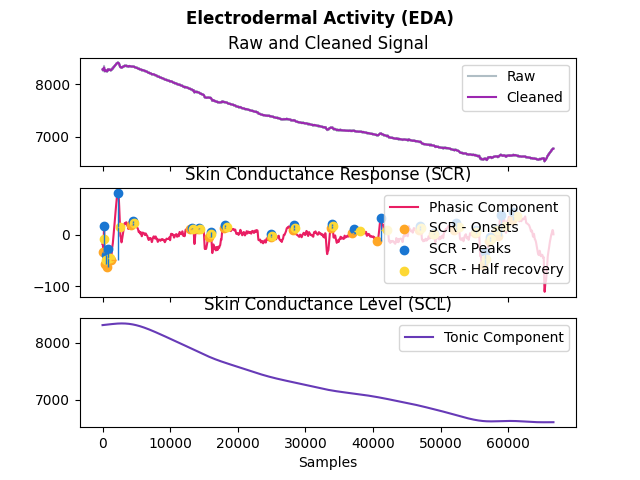 Electrodermal Activity (EDA)
Raw and Cleaned Signal
8000
7000
Raw
Cleaned
Skin Conductance Response (SCR)
0
−100
Phasic Component
SCR - Onsets
SCR - Peaks
SCR - Half recovery
Skin Conductance Level (SCL)
8000
7000
Tonic Component
0 10000 20000 30000 40000 50000 60000
Samples